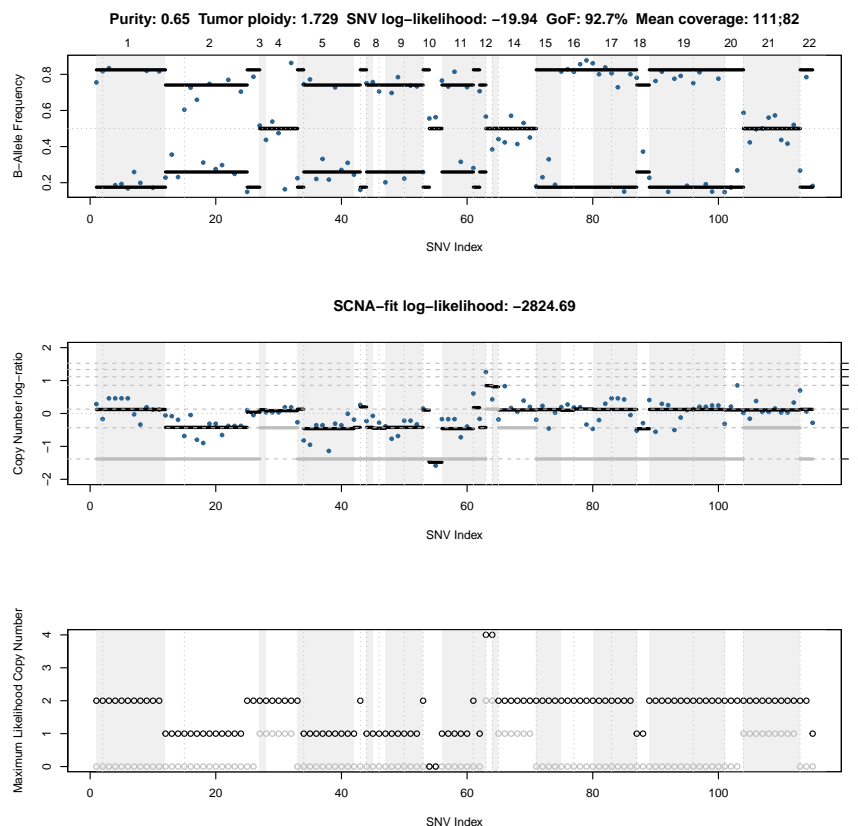 Purity: 0.65 Tumor ploidy: 1.729 SNV log−likelihood: −19.94 GoF: 92.7% Mean coverage: 111;82
1 2 3 4 5 6 8 9 10 11 12 14 15 16 17 18 19 20 21 22
B−Allele Frequency
0.8
0.6
0.4
0.2
0 20 40 60 80 100
SNV Index
SCNA−fit log−likelihood: −2824.69
Copy Number log−ratio
2
1
0
−1
−2
0 20 40 60 80 100
SNV Index
Maximum Likelihood Copy Number
4
3
2
1
0
0 20 40 60 80 100
SNV Index